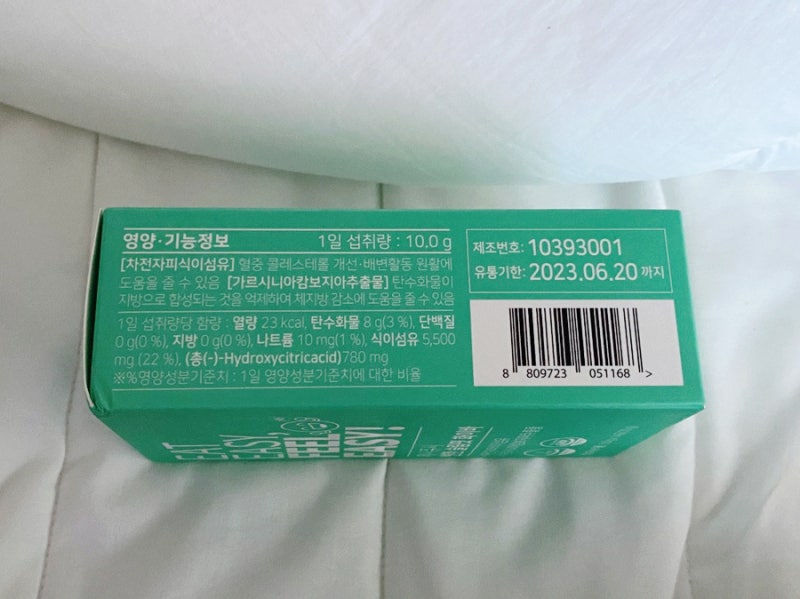 영양·기능정보 1일 섭취량 : 10.0 g
[차전자피식이섬유] 혈중 콜레스테롤 개선·배변활동 원활에
도움을 줄 수 있음 [가르시니아캄보지아추출물] 탄수화물이
지방으로 합성되는 것을 억제하여 체지방 감소에 도움을 줄 수 있음
1일 섭취량당 함량 : 열량 23 kcal, 탄수화물 8 g(3 %), 단백질
0 g(0 %), 지방 0 g(0 %), 나트륨 10 mg(1 %), 식이섬유 5,500
mg (22 %), (총(-)-Hydroxycitricacid)780 mg
※%영양성분기준치 : 1일 영양성분기준치에 대한 비율
제조번호: 10393001
유통기한: 2023.06.20 까지
8 809723 051168 >
EAT
EASY!
FEEL
EASY!